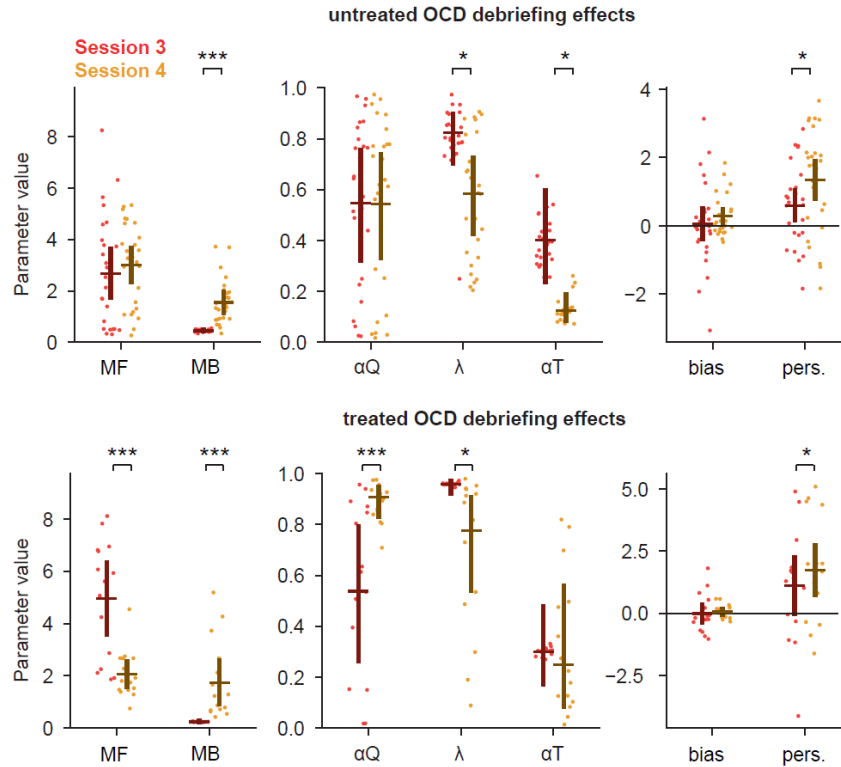 untreated OCD debriefing effects
Session 3
Session 4
*** * * *
Parameter value
8
6
4
2
0
MF MB
1.0
0.8
0.6
0.4
0.2
0.0
αQ λ αT
4
2
0
−2
bias pers.
treated OCD debriefing effects
*** *** *** * *
Parameter value
8
6
4
2
0
MF MB
1.0
0.8
0.6
0.4
0.2
0.0
αQ λ αT
5.0
2.5
0.0
−2.5
bias pers.